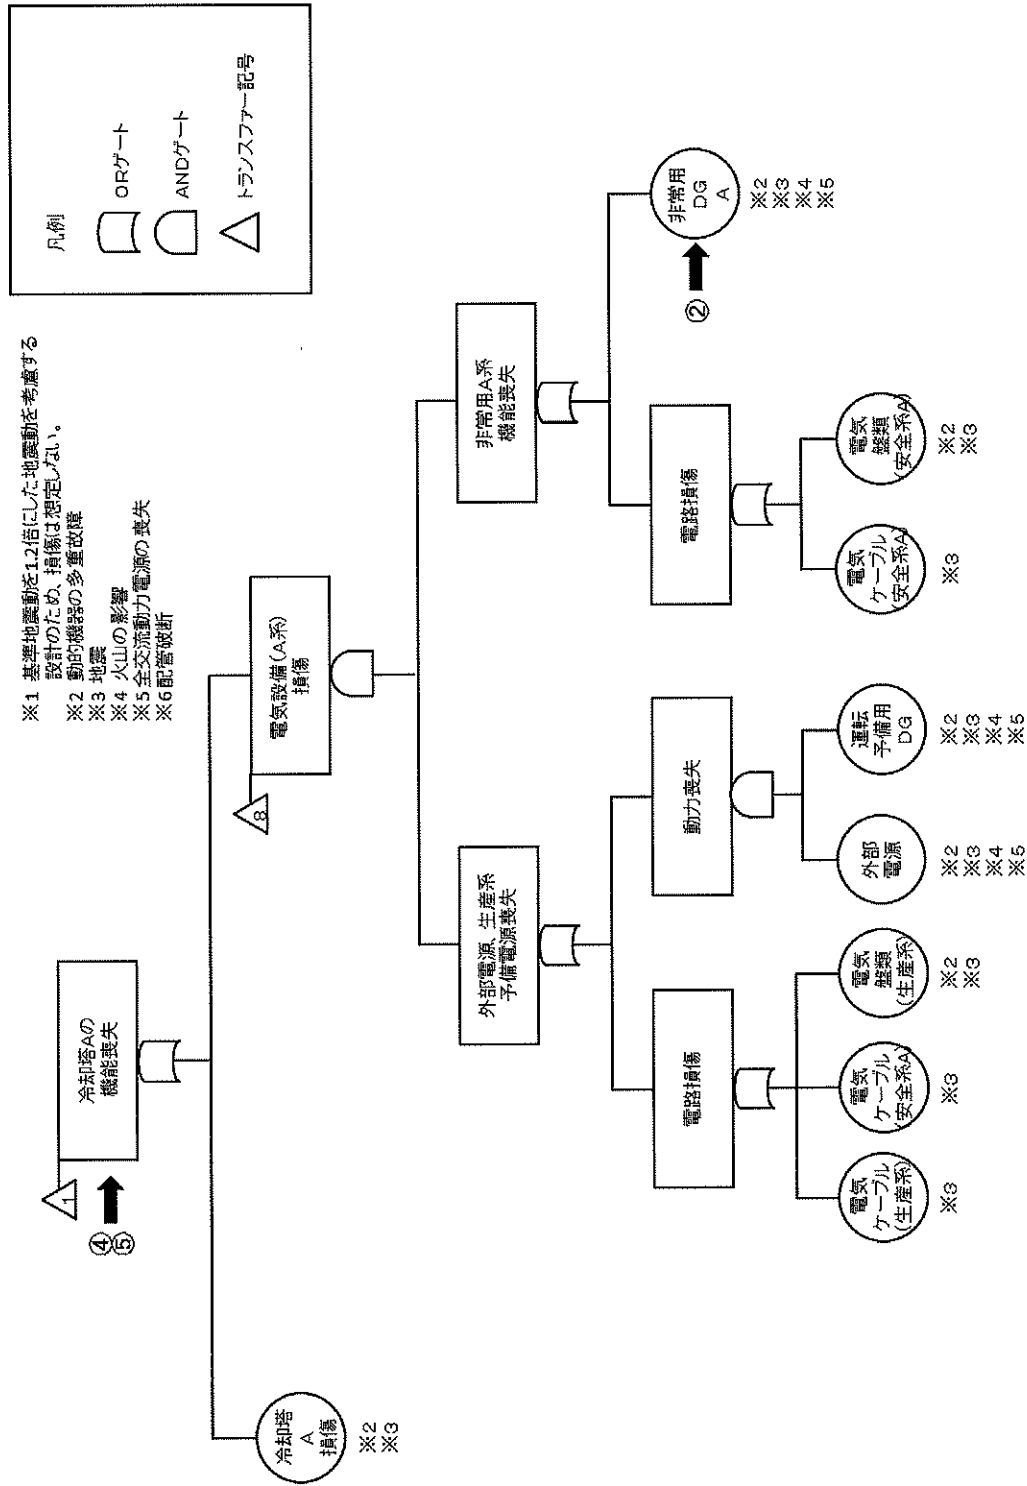 ※1 基準地震動を1.2倍にした地震動を考慮する
設計のため、損傷は想定しない。
※2 動的機器の多重故障
※3 地震
※4 火山の影響
※5 全交流動力電源の喪失
※6 配管破断
凡例
ORゲート
ANDゲート
トランスファー記号
1
④
⑤
冷却塔Aの
機能喪失
冷却塔
A
損傷
※2
※3
8
電気設備(A系)
損傷
外部電源、生産系
予備電源喪失
非常用A系
機能喪失
電路損傷
動力喪失
電路損傷
②
非常用
DG
A
※2
※3
※4
※5
電気
ケーブル
(生産系)
※3
電気
ケーブル
(安全系A)
※3
電気
盤類
(生産系)
※2
※3
外部
電源
※2
※3
※4
※5
運転
予備用
DG
※2
※3
※4
※5
電気
ケーブル
(安全系A)
※3
電気
盤類
(安全系A)
※2
※3